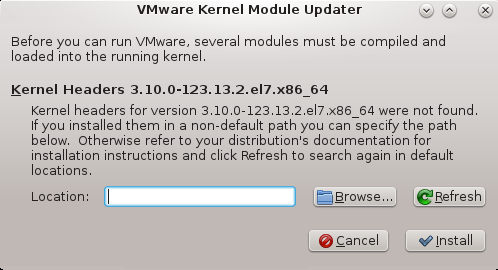 VMware Kernel Module Updater
Before you can run VMware, several modules must be compiled and
loaded into the running kernel.
Kernel Headers 3.10.0-123.13.2.el7.x86_64
Kernel headers for version 3.10.0-123.13.2.el7.x86_64 were not found.
If you installed them in a non-default path you can specify the path
below.  Otherwise refer to your distribution's documentation for
installation instructions and click Refresh to search again in default
locations.
Location:
Browse...
Refresh
Cancel
Install